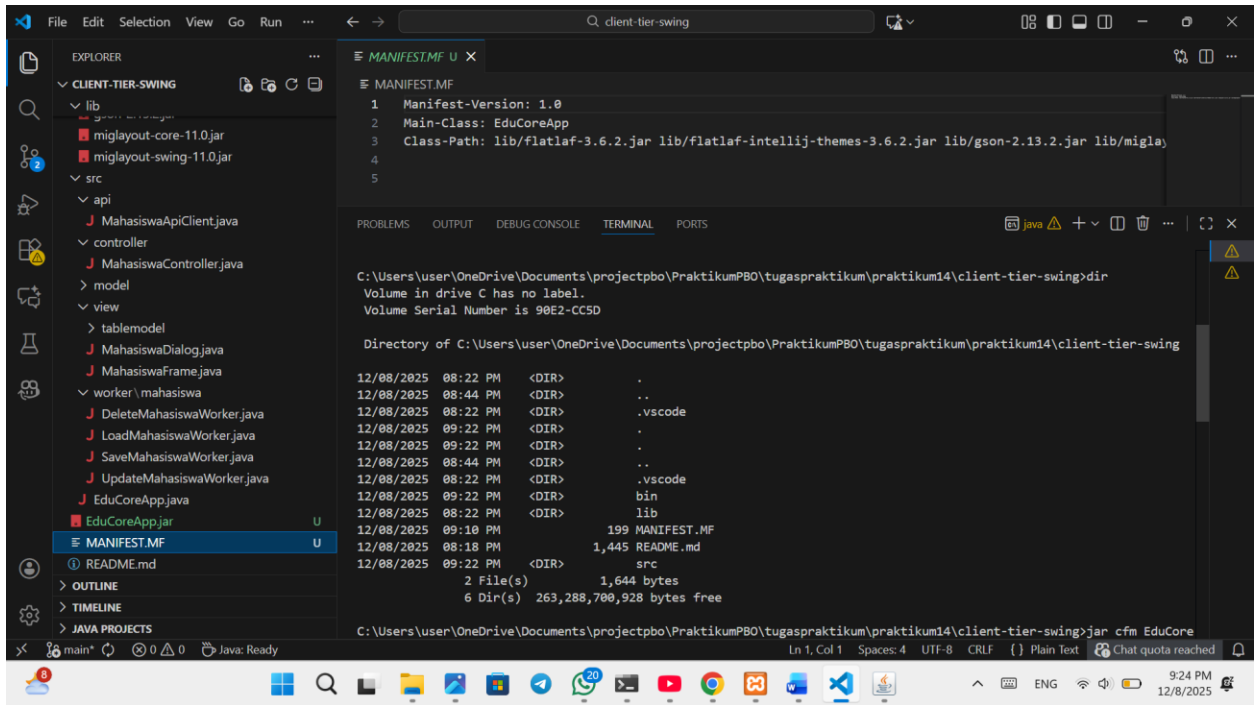 File Edit Selection View Go Run ··· client-tier-swing
EXPLORER ···
CLIENT-TIER-SWING
lib
miglayout-core-11.0.jar
miglayout-swing-11.0.jar
src
api
J MahasiswaApiClient.java
controller
J MahasiswaController.java
model
view
tablemodel
J MahasiswaDialog.java
J MahasiswaFrame.java
worker\mahasiswa
J DeleteMahasiswaWorker.java
J LoadMahasiswaWorker.java
J SaveMahasiswaWorker.java
J UpdateMahasiswaWorker.java
J EduCoreApp.java
EduCoreApp.jar U
MANIFEST.MF U
README.md
OUTLINE
TIMELINE
JAVA PROJECTS
2
MANIFEST.MF U
MANIFEST.MF
1 Manifest-Version: 1.0
2 Main-Class: EduCoreApp
3 Class-Path: lib/flatlaf-3.6.2.jar lib/flatlaf-intellij-themes-3.6.2.jar lib/gson-2.13.2.jar lib/miglay
4
5
PROBLEMS OUTPUT DEBUG CONSOLE TERMINAL PORTS java
C:\Users\user\OneDrive\Documents\projectpbo\PraktikumPBO\tugaspraktikum\praktikum14\client-tier-swing>dir
Volume in drive C has no label.
Volume Serial Number is 90E2-CC5D
Directory of C:\Users\user\OneDrive\Documents\projectpbo\PraktikumPBO\tugaspraktikum\praktikum14\client-tier-swing
12/08/2025 08:22 PM <DIR> .
12/08/2025 08:44 PM <DIR> ..
12/08/2025 08:22 PM <DIR> .vscode
12/08/2025 09:22 PM <DIR> .
12/08/2025 09:22 PM <DIR> .
12/08/2025 08:44 PM <DIR> ..
12/08/2025 08:22 PM <DIR> .vscode
12/08/2025 09:22 PM <DIR> bin
12/08/2025 08:22 PM <DIR> lib
12/08/2025 09:10 PM 199 MANIFEST.MF
12/08/2025 08:18 PM 1,445 README.md
12/08/2025 09:22 PM <DIR> src
2 File(s) 1,644 bytes
6 Dir(s) 263,288,700,928 bytes free
C:\Users\user\OneDrive\Documents\projectpbo\PraktikumPBO\tugaspraktikum\praktikum14\client-tier-swing>jar cfm EduCore
main* 0 0 Java: Ready Ln 1, Col 1 Spaces: 4 UTF-8 CRLF {} Plain Text Chat quota reached
8 20 ENG 9:24 PM
12/8/2025